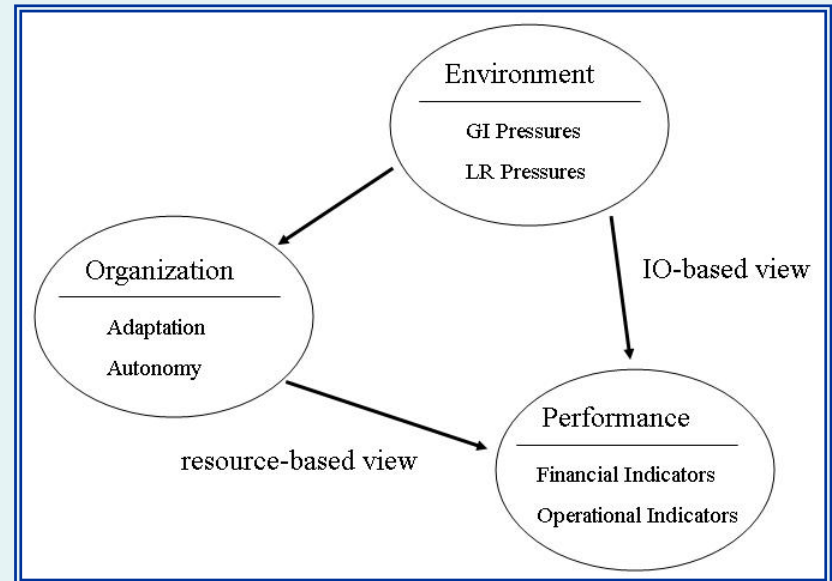 Environment
GI Pressures
LR Pressures
IO-based view
Organization
Adaptation
Autonomy
resource-based view
Performance
Financial Indicators
Operational Indicators